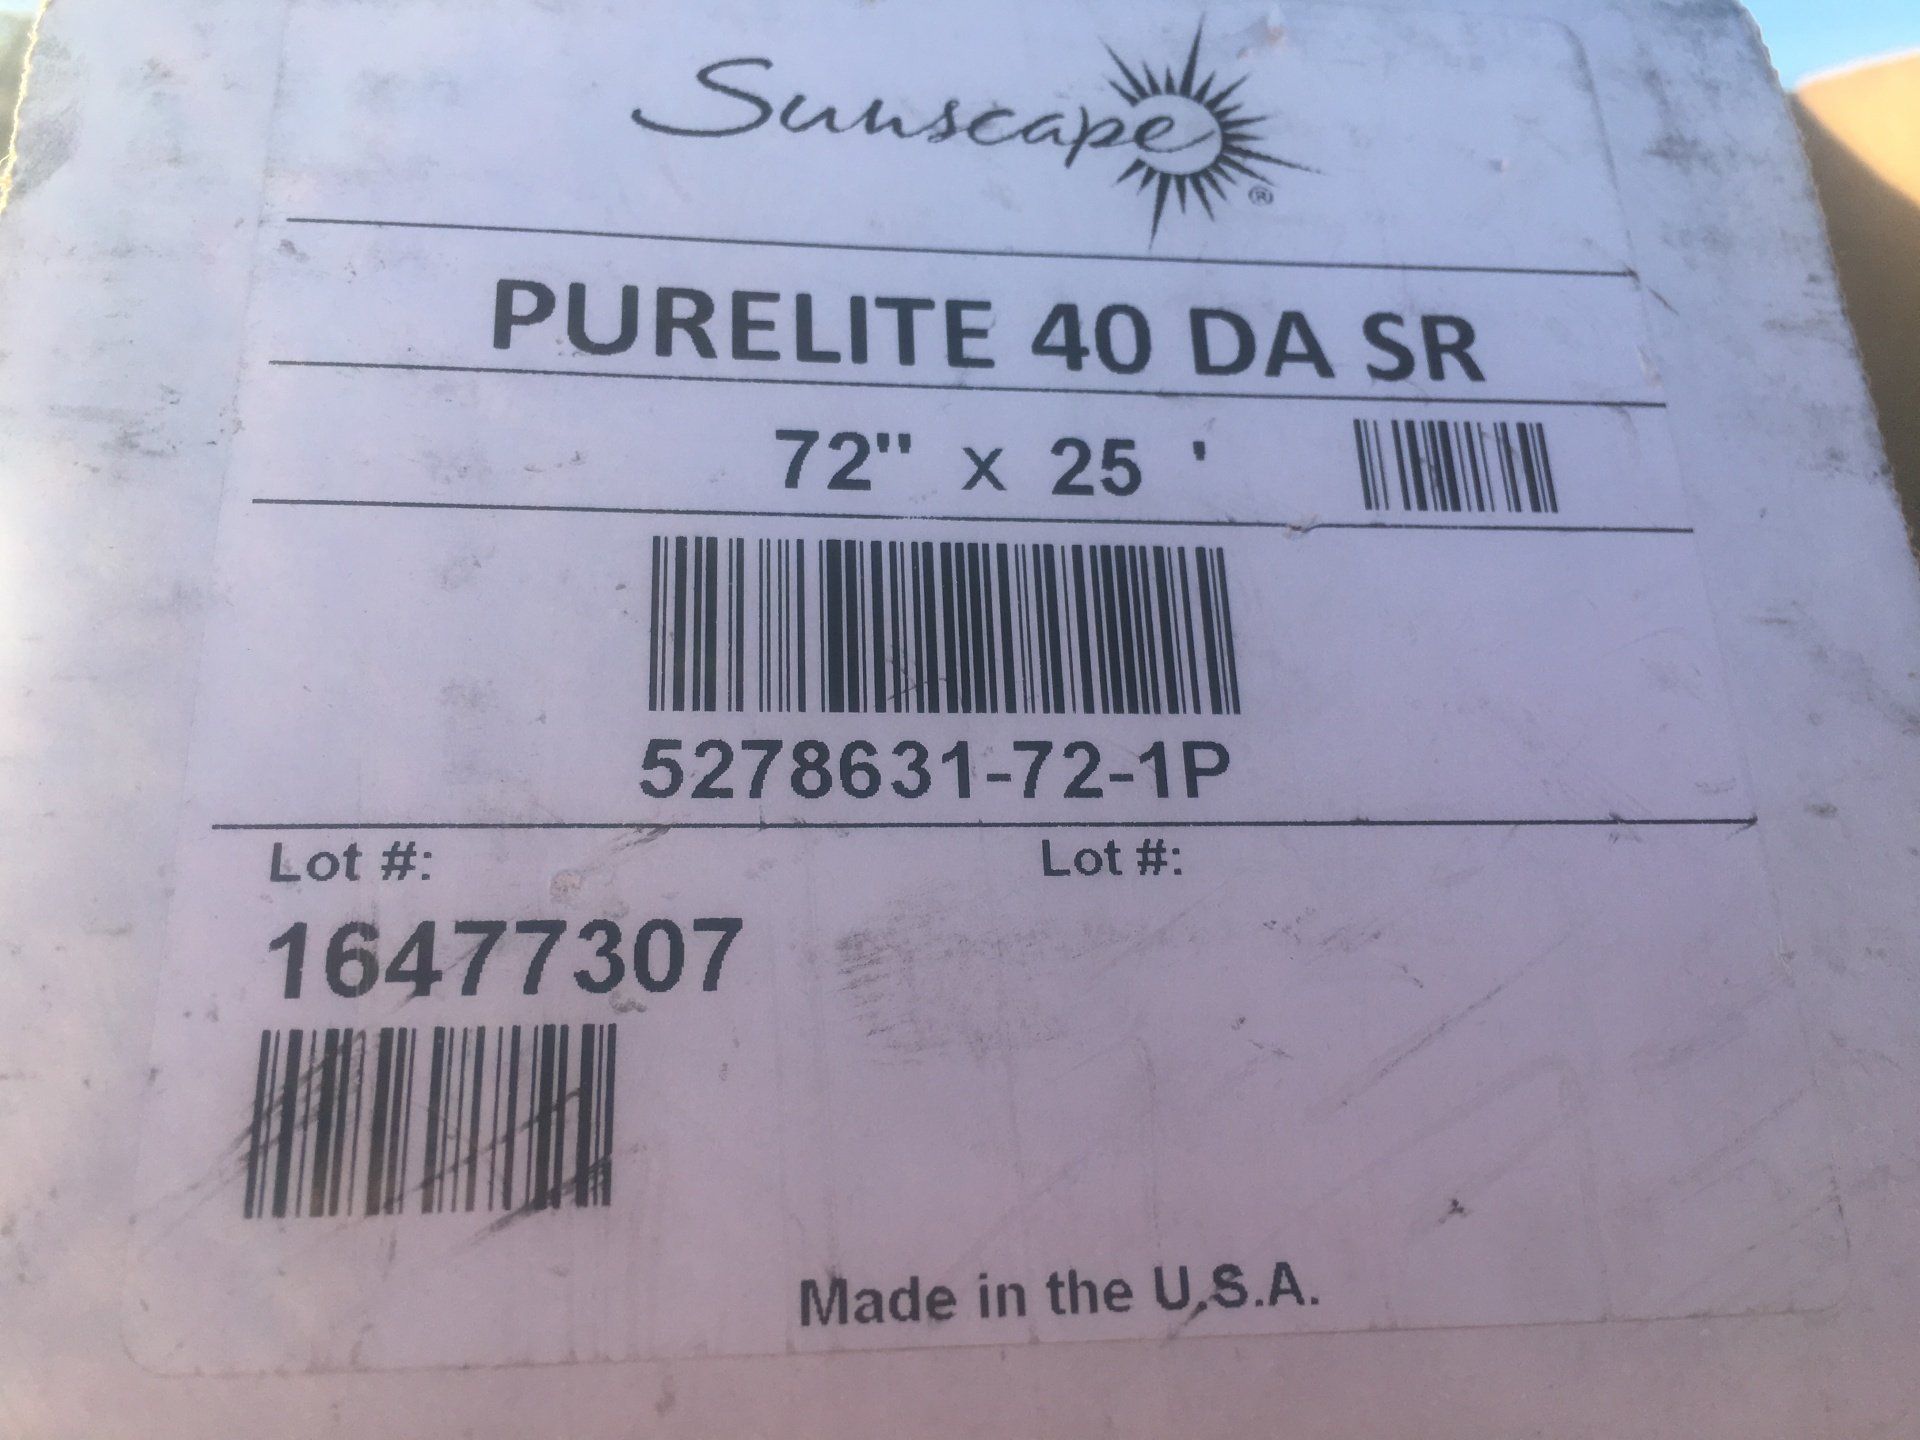 Sunscape
®
PURELITE 40 DA SR
72" x 25 '
5278631-72-1P
Lot #: Lot #:
16477307
Made in the U.S.A.